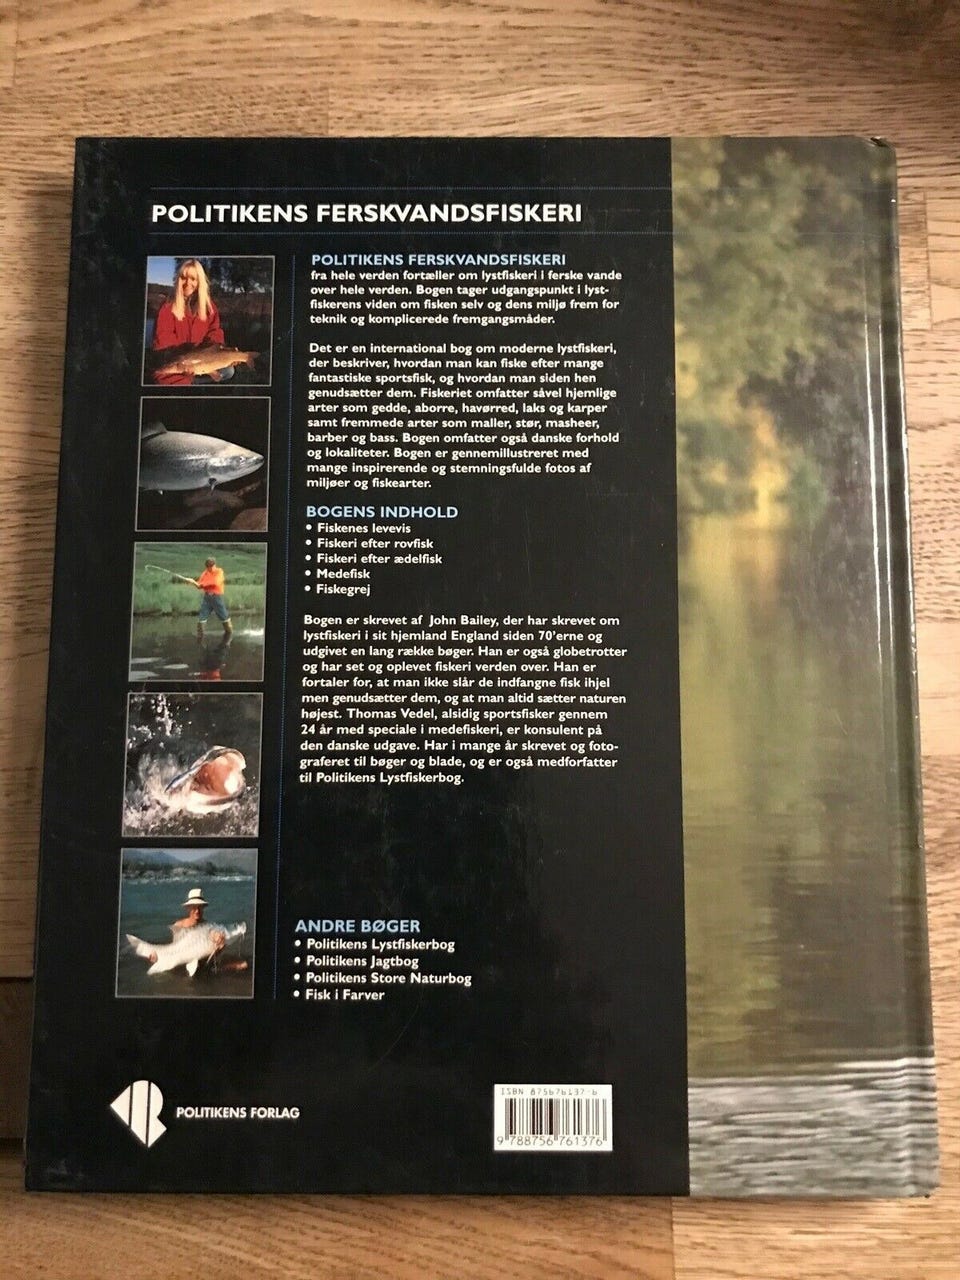 POLITIKENS FERSKVANDSFISKERI
POLITIKENS FERSKVANDSFISKERI
fra hele verden fortæller om lystfiskeri i ferske vande
over hele verden. Bogen tager udgangspunkt i lyst-
fiskerens viden om fisken selv og dens miljø frem for
teknik og komplicerede fremgangsmåder.
Det er en international bog om moderne lystfiskeri,
der beskriver, hvordan man kan fiske efter mange
fantastiske sportsfisk, og hvordan man siden hen
genudsætter dem. Fiskeriet omfatter såvel hjemlige
arter som gedde, aborre, havørred, laks og karper
samt fremmede arter som maller, stør, masheer,
barber og bass. Bogen omfatter også danske forhold
og lokaliteter. Bogen er gennemillustreret med
mange inspirerende og stemningsfulde fotos af
miljøer og fiskearter.
BOGENS INDHOLD
• Fiskenes levevis
• Fiskeri efter rovfisk
• Fiskeri efter ædelfisk
• Medefisk
• Fiskegrej
Bogen er skrevet af John Bailey, der har skrevet om
lystfiskeri i sit hjemland England siden 70'erne og
udgivet en lang række bøger. Han er også globetrotter
og har set og oplevet fiskeri verden over. Han er
fortaler for, at man ikke slår de indfangne fisk ihjel
men genudsætter dem, og at man altid sætter naturen
højest. Thomas Vedel, alsidig sportsfisker gennem
24 år med speciale i medefiskeri, er konsulent på
den danske udgave. Har i mange år skrevet og foto-
graferet til bøger og blade, og er også medforfatter
til Politikens Lystfiskerbog.
ANDRE BØGER
• Politikens Lystfiskerbog
• Politikens Jagtbog
• Politikens Store Naturbog
• Fisk i Farver
POLITIKENS FORLAG
ISBN 875676137-6
9 788756 761376